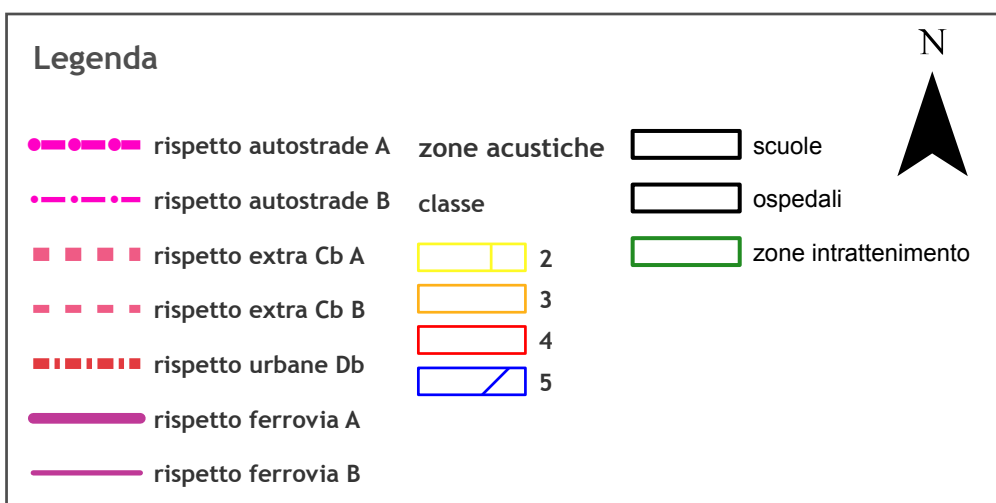 Legenda
N
rispetto autostrade A
rispetto autostrade B
rispetto extra Cb A
rispetto extra Cb B
rispetto urbane Db
rispetto ferrovia A
rispetto ferrovia B
zone acustiche
classe
2
3
4
5
scuole
ospedali
zone intrattenimento